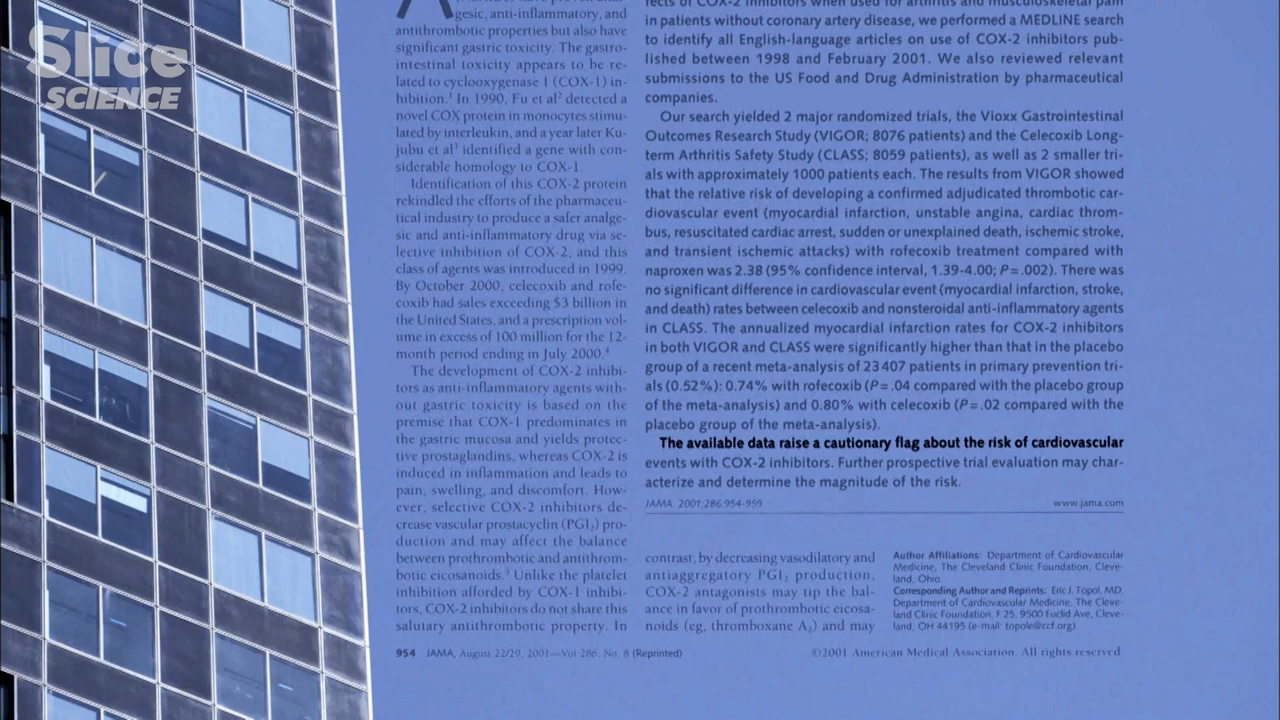 Slice
SCIENCE
gesic, anti-inflammatory, and
antithrombotic properties but also have
significant gastric toxicity. The gastro-
intestinal toxicity appears to be re-
lated to cyclooxygenase 1 (COX-1) in-
hibition.1 In 1990, Fu et al2 detected a
novel COX protein in monocytes stimu-
lated by interleukin, and a year later Ku-
jubu et al3 identified a gene with con-
siderable homology to COX-1.
Identification of this COX-2 protein
rekindled the efforts of the pharmaceu-
tical industry to produce a safer analge-
sic and anti-inflammatory drug via se-
lective inhibition of COX-2, and this
class of agents was introduced in 1999.
By October 2000, celecoxib and rofe-
coxib had sales exceeding $3 billion in
the United States, and a prescription vol-
ume in excess of 100 million for the 12-
month period ending in July 2000.4
The development of COX-2 inhibi-
tors as anti-inflammatory agents with-
out gastric toxicity is based on the
premise that COX-1 predominates in
the gastric mucosa and yields protec-
tive prostaglandins, whereas COX-2 is
induced in inflammation and leads to
pain, swelling, and discomfort. How-
ever, selective COX-2 inhibitors de-
crease vascular prostacyclin (PGI2) pro-
duction and may affect the balance
between prothrombotic and antithrom-
botic eicosanoids.3 Unlike the platelet
inhibition afforded by COX-1 inhibi-
tors, COX-2 inhibitors do not share this
salutary antithrombotic property. In
fects of COX-2 inhibitors when used for arthritis and musculoskeletal pain
in patients without coronary artery disease, we performed a MEDLINE search
to identify all English-language articles on use of COX-2 inhibitors pub-
lished between 1998 and February 2001. We also reviewed relevant
submissions to the US Food and Drug Administration by pharmaceutical
companies.
Our search yielded 2 major randomized trials, the Vioxx Gastrointestinal
Outcomes Research Study (VIGOR; 8076 patients) and the Celecoxib Long-
term Arthritis Safety Study (CLASS; 8059 patients), as well as 2 smaller tri-
als with approximately 1000 patients each. The results from VIGOR showed
that the relative risk of developing a confirmed adjudicated thrombotic car-
diovascular event (myocardial infarction, unstable angina, cardiac throm-
bus, resuscitated cardiac arrest, sudden or unexplained death, ischemic stroke,
and transient ischemic attacks) with rofecoxib treatment compared with
naproxen was 2.38 (95% confidence interval, 1.39-4.00; P=.002). There was
no significant difference in cardiovascular event (myocardial infarction, stroke,
and death) rates between celecoxib and nonsteroidal anti-inflammatory agents
in CLASS. The annualized myocardial infarction rates for COX-2 inhibitors
in both VIGOR and CLASS were significantly higher than that in the placebo
group of a recent meta-analysis of 23407 patients in primary prevention tri-
als (0.52%): 0.74% with rofecoxib (P=.04 compared with the placebo group
of the meta-analysis) and 0.80% with celecoxib (P=.02 compared with the
placebo group of the meta-analysis).
The available data raise a cautionary flag about the risk of cardiovascular
events with COX-2 inhibitors. Further prospective trial evaluation may char-
acterize and determine the magnitude of the risk.
JAMA. 2001;286:954-959 www.jama.com
contrast, by decreasing vasodilatory and
antiaggregatory PGI2 production,
COX-2 antagonists may tip the bal-
ance in favor of prothrombotic eicosa-
noids (eg, thromboxane A2) and may
Author Affiliations: Department of Cardiovascular
Medicine, The Cleveland Clinic Foundation, Cleve-
land, Ohio.
Corresponding Author and Reprints: Eric J. Topol, MD,
Department of Cardiovascular Medicine, The Cleve-
land Clinic Foundation, F 25, 9500 Euclid Ave, Cleve-
land, OH 44195 (e-mail: topole@ccf.org)
954 JAMA, August 22/29, 2001—Vol 286, No. 8 (Reprinted) ©2001 American Medical Association. All rights reserved.